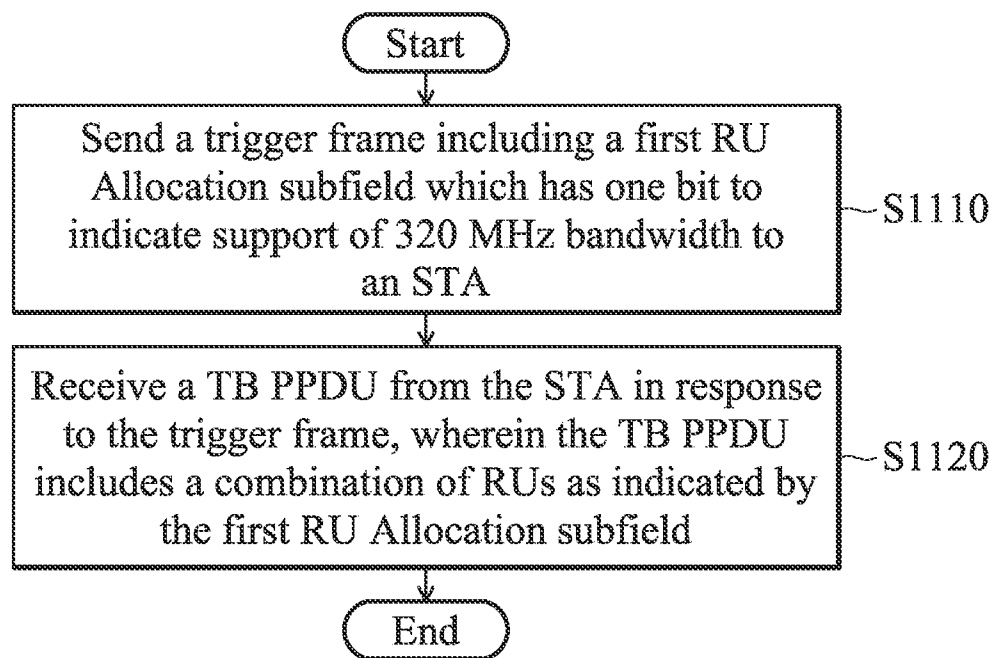 Start
Send a trigger frame including a first RU
Allocation subfield which has one bit to
indicate support of 320 MHz bandwidth to
an STA
S1110
Receive a TB PPDU from the STA in response
to the trigger frame, wherein the TB PPDU
includes a combination of RUs as indicated by
the first RU Allocation subfield
S1120
End